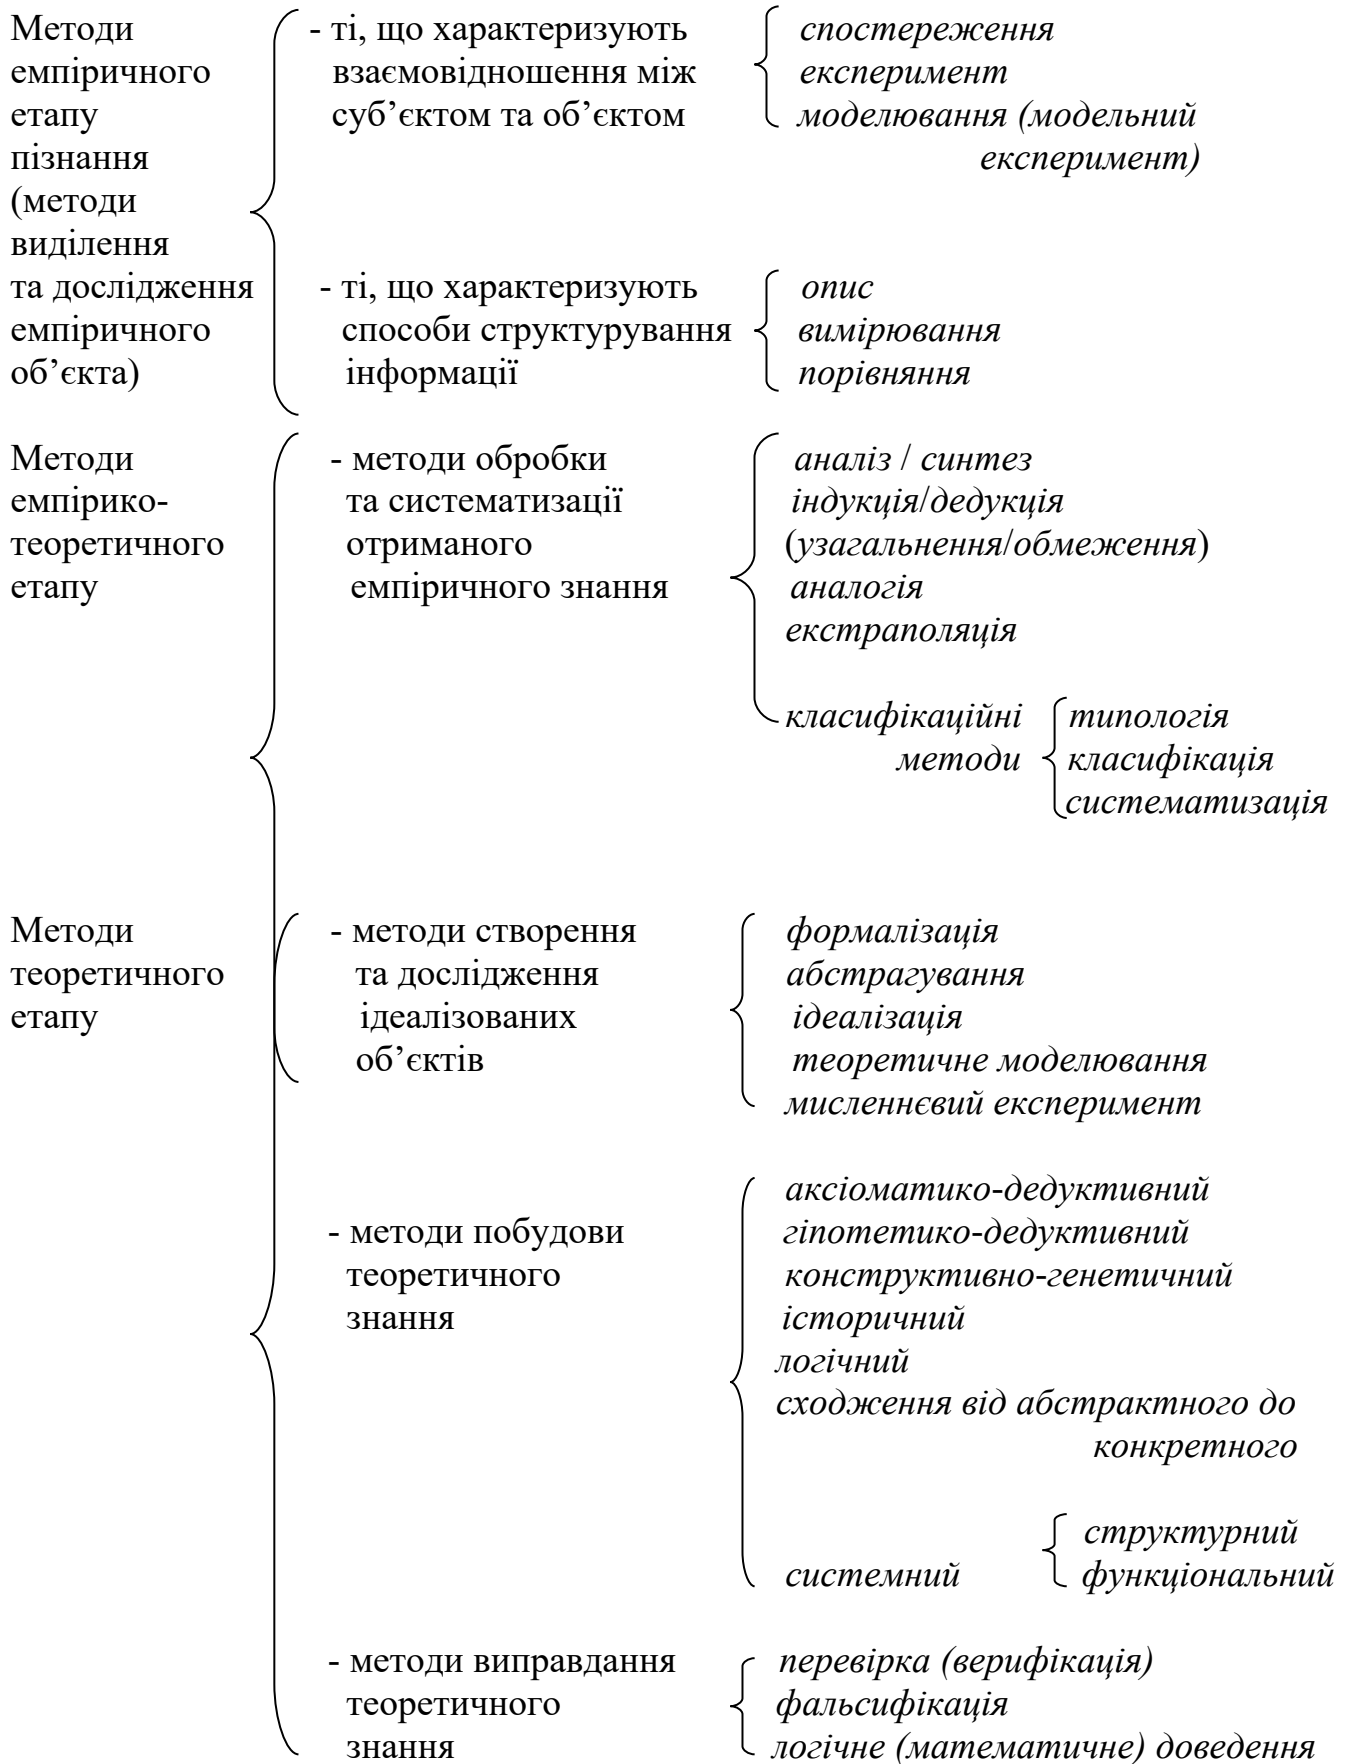 Методи
емпіричного
етапу
пізнання
(методи
виділення
та дослідження
емпіричного
об’єкта)
- ті, що характеризують
взаємовідношення між
суб’єктом та об’єктом
спостереження
експеримент
моделювання (модельний
експеримент)
- ті, що характеризують
способи структурування
інформації
опис
вимірювання
порівняння
Методи
емпірико-
теоретичного
етапу
- методи обробки
та систематизації
отриманого
емпіричного знання
аналіз / синтез
індукція/дедукція
(узагальнення/обмеження)
аналогія
екстраполяція
класифікаційні
методи
типологія
класифікація
систематизація
Методи
теоретичного
етапу
- методи створення
та дослідження
ідеалізованих
об’єктів
формалізація
абстрагування
ідеалізація
теоретичне моделювання
мисленнєвий експеримент
- методи побудови
теоретичного
знання
аксіоматико-дедуктивний
гіпотетико-дедуктивний
конструктивно-генетичний
історичний
логічний
сходження від абстрактного до
конкретного
системний
структурний
функціональний
- методи виправдання
теоретичного
знання
перевірка (верифікація)
фальсифікація
логічне (математичне) доведення